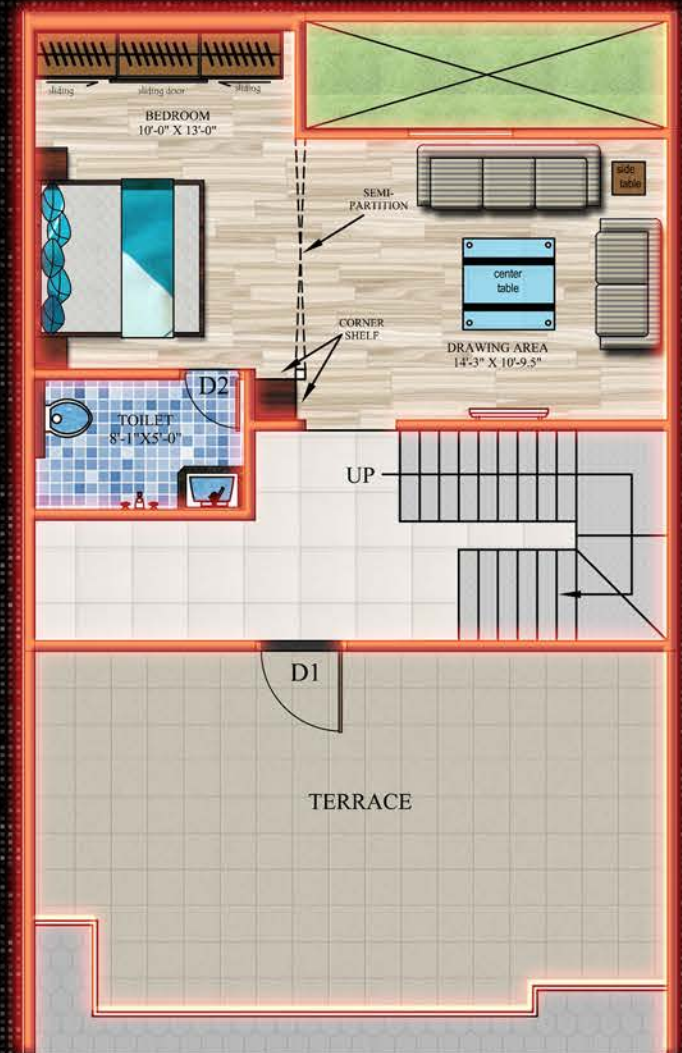 sliding
sliding door
sliding
BEDROOM
10'-0" X 13'-0"
SEMI-
PARTITION
side
table
center
table
CORNER
SHELF
DRAWING AREA
14'-3" X 10'-9.5"
D2
TOILET
8'-1"X5'-0"
UP
D1
TERRACE